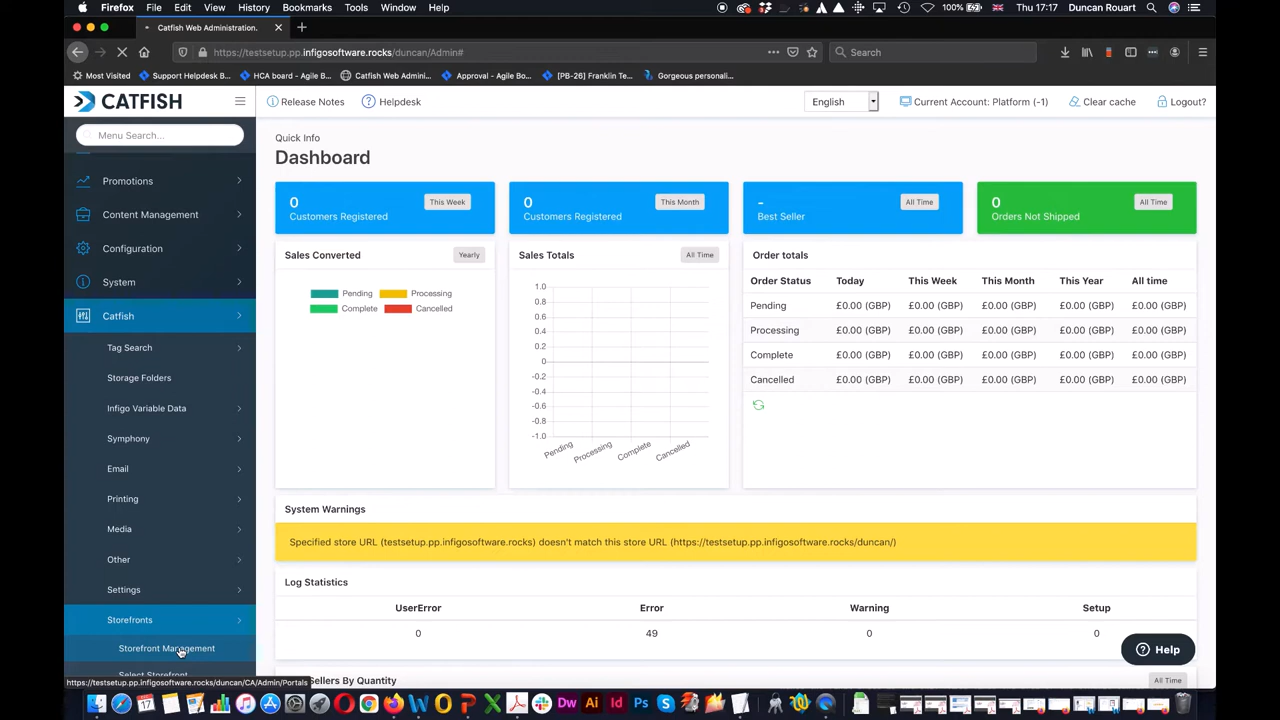 Firefox File Edit View History Bookmarks Tools Window Help 100% Thu 17:17 Duncan Rouart
Catfish Web Administration.
https://testsetup.pp.infigosoftware.rocks/duncan/Admin# Search
Most Visited Support Helpdesk B... HCA board - Agile B... Catfish Web Admini... Approval - Agile Bo... [PB-26] Franklin Te... Gorgeous personali...
CATFISH Release Notes Helpdesk English Current Account: Platform (-1) Clear cache Logout?
Menu Search...
Promotions
Content Management
Configuration
System
Catfish
Tag Search
Storage Folders
Infigo Variable Data
Symphony
Email
Printing
Media
Other
Settings
Storefronts
Storefront Management
Select Storefront
https://testsetup.pp.infigosoftware.rocks/duncan/CA/Admin/Portals
Quick Info
Dashboard
0 This Week
Customers Registered
0 This Month
Customers Registered
- All Time
Best Seller
0 All Time
Orders Not Shipped
Sales Converted Yearly
Pending Processing
Complete Cancelled
Sales Totals All Time
1.0
0.8
0.6
0.4
0.2
0
-0.2
-0.4
-0.6
-0.8
-1.0
Pending Processing Complete Cancelled
Order totals
Order Status Today This Week This Month This Year All time
Pending £0.00 (GBP) £0.00 (GBP) £0.00 (GBP) £0.00 (GBP) £0.00 (GBP)
Processing £0.00 (GBP) £0.00 (GBP) £0.00 (GBP) £0.00 (GBP) £0.00 (GBP)
Complete £0.00 (GBP) £0.00 (GBP) £0.00 (GBP) £0.00 (GBP) £0.00 (GBP)
Cancelled £0.00 (GBP) £0.00 (GBP) £0.00 (GBP) £0.00 (GBP) £0.00 (GBP)
System Warnings
Specified store URL (testsetup.pp.infigosoftware.rocks) doesn't match this store URL (https://testsetup.pp.infigosoftware.rocks/duncan/)
Log Statistics
UserError Error Warning Setup
0 49 0 0
Help
Sellers By Quantity All Time